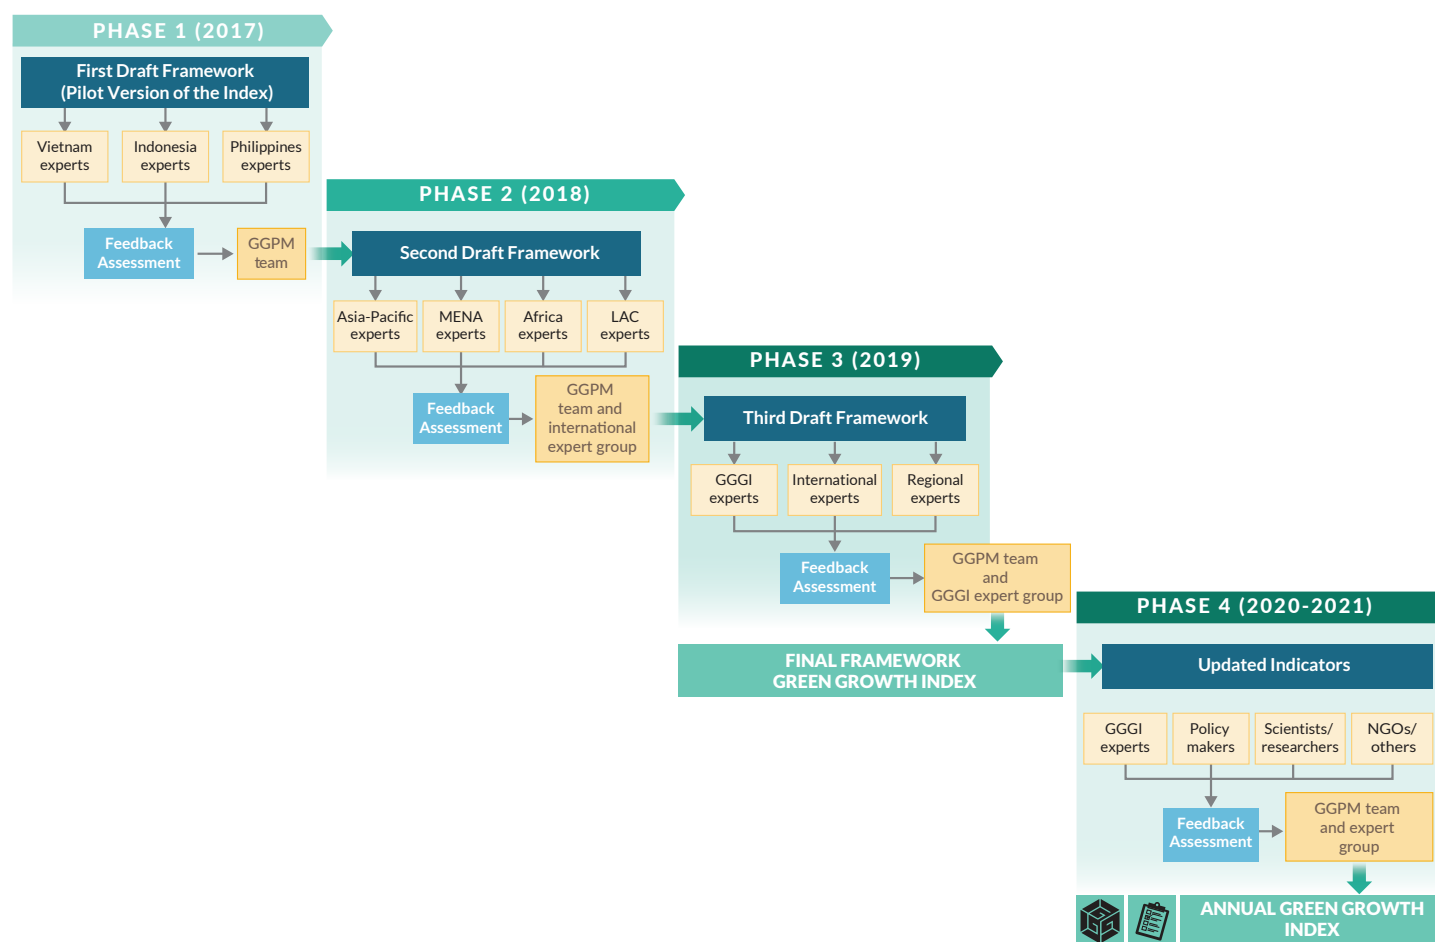 PHASE 1 (2017)
First Draft Framework
(Pilot Version of the Index)
Vietnam
experts
Indonesia
experts
Philippines
experts
Feedback
Assessment
GGPM
team
PHASE 2 (2018)
Second Draft Framework
Asia-Pacific
experts
MENA
experts
Africa
experts
LAC
experts
Feedback
Assessment
GGPM
team and
international
expert group
PHASE 3 (2019)
Third Draft Framework
GGGI
experts
International
experts
Regional
experts
Feedback
Assessment
GGPM team
and
GGGI expert group
FINAL FRAMEWORK
GREEN GROWTH INDEX
PHASE 4 (2020-2021)
Updated Indicators
GGGI
experts
Policy
makers
Scientists/
researchers
NGOs/
others
Feedback
Assessment
GGPM team
and expert
group
ANNUAL GREEN GROWTH
INDEX